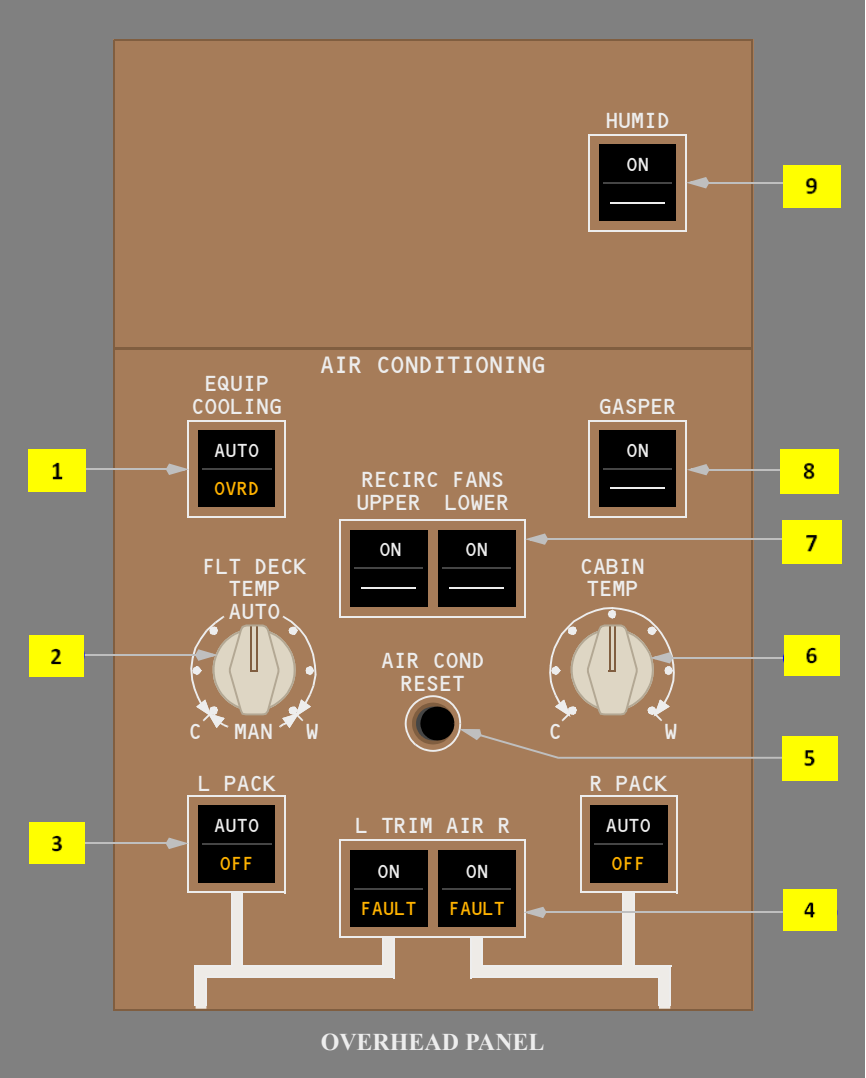 HUMID
ON
9
AIR CONDITIONING
EQUIP
COOLING
AUTO
OVRD
1
GASPER
ON
8
RECIRC FANS
UPPER LOWER
ON ON
7
FLT DECK
TEMP
AUTO
C MAN W
2
CABIN
TEMP
C W
6
AIR COND
RESET
5
L PACK
AUTO
OFF
3
L TRIM AIR R
ON ON
FAULT FAULT
4
R PACK
AUTO
OFF
OVERHEAD PANEL